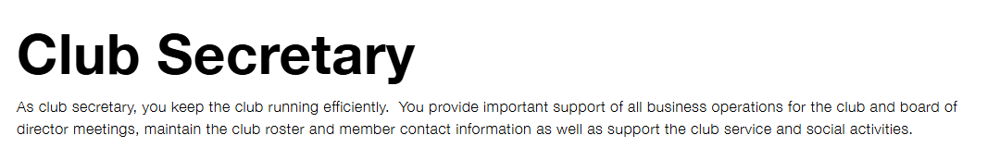 Club Secretary
As club secretary, you keep the club running efficiently.  You provide important support of all business operations for the club and board of
director meetings, maintain the club roster and member contact information as well as support the club service and social activities.